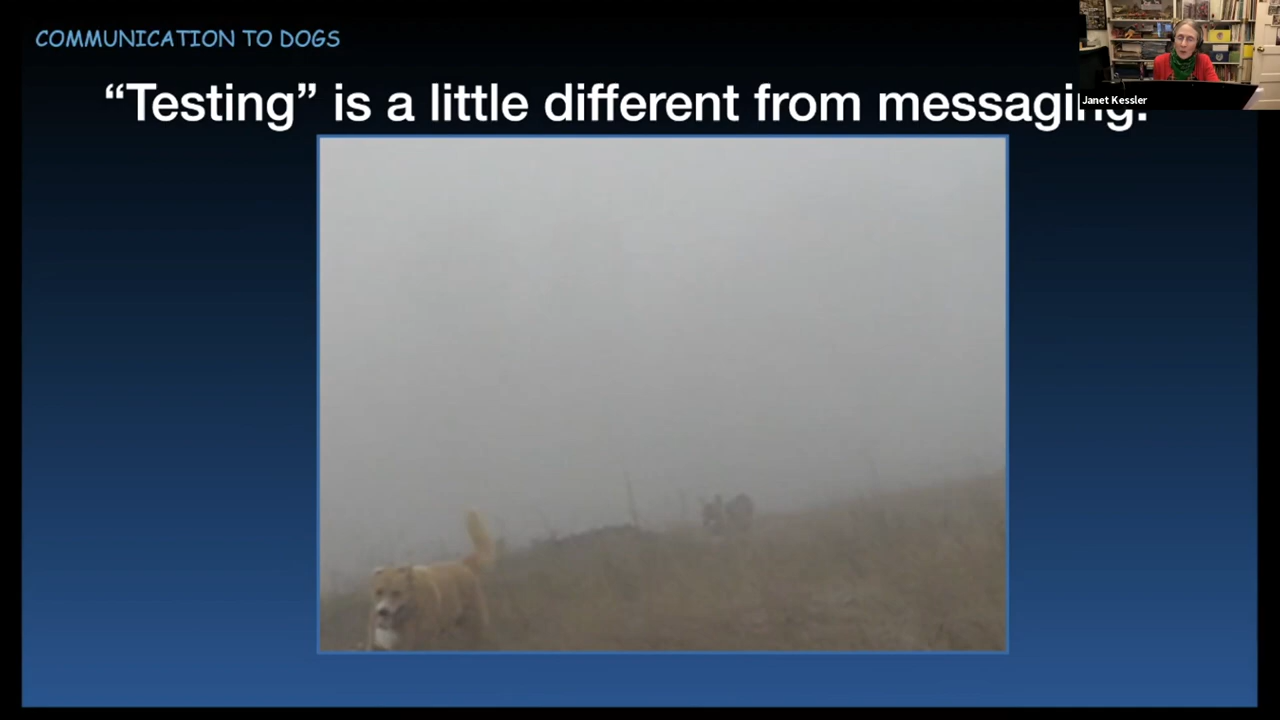 COMMUNICATION TO DOGS
“Testing” is a little different from messaging.
Janet Kessler